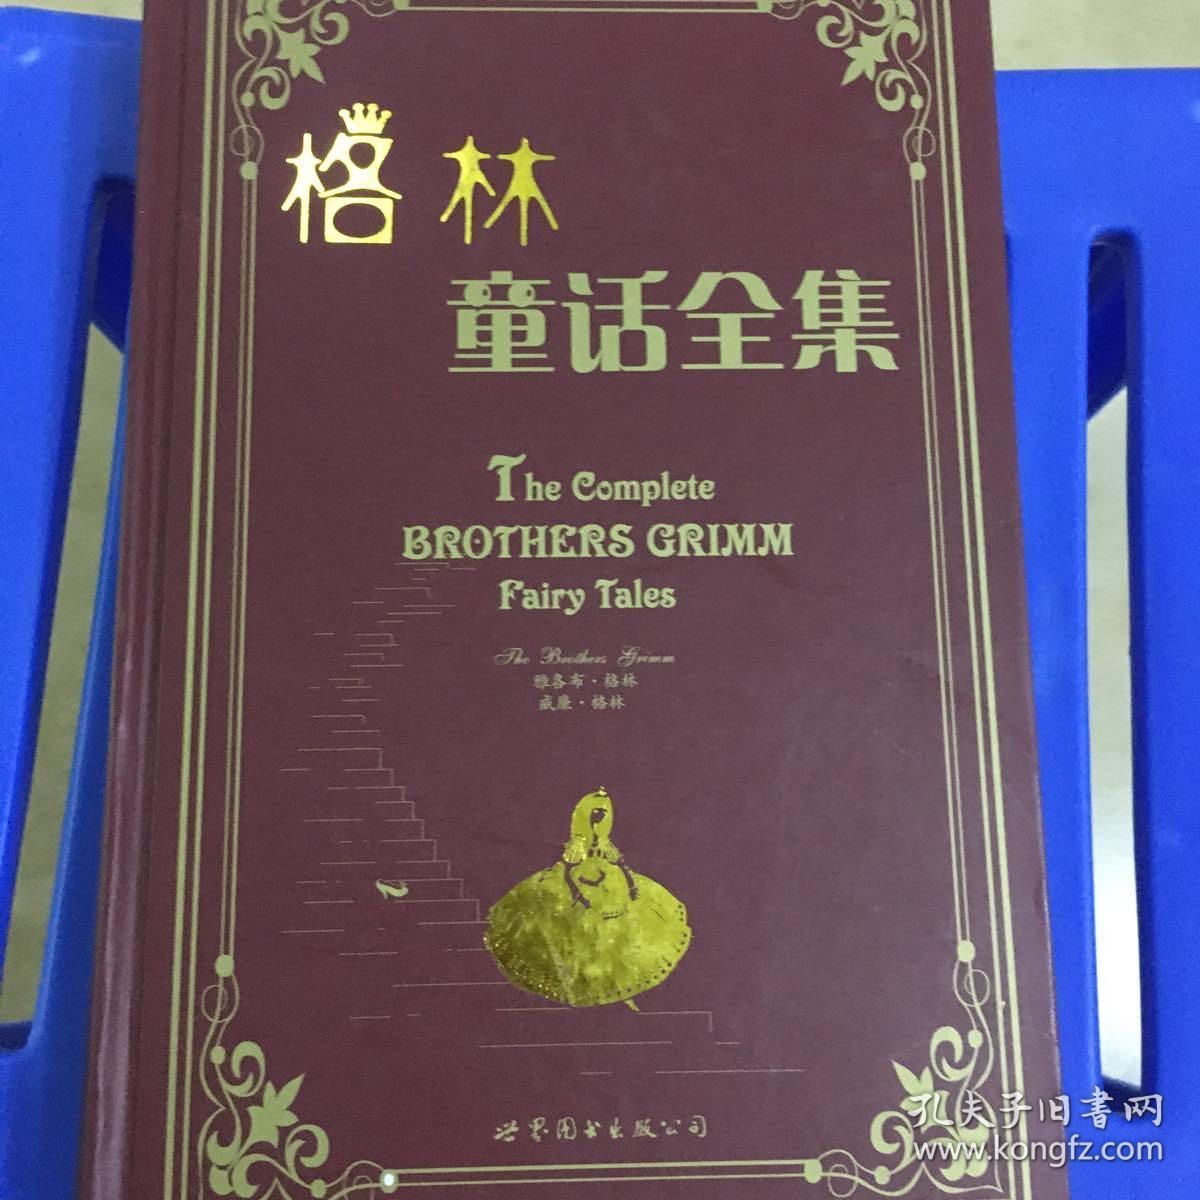 格林
童话全集
The Complete
BROTHERS GRIMM
Fairy Tales
The Brothers Grimm
雅各布·格林
威廉·格林
世界图书出版公司
孔夫子旧书网
www.kongfz.com